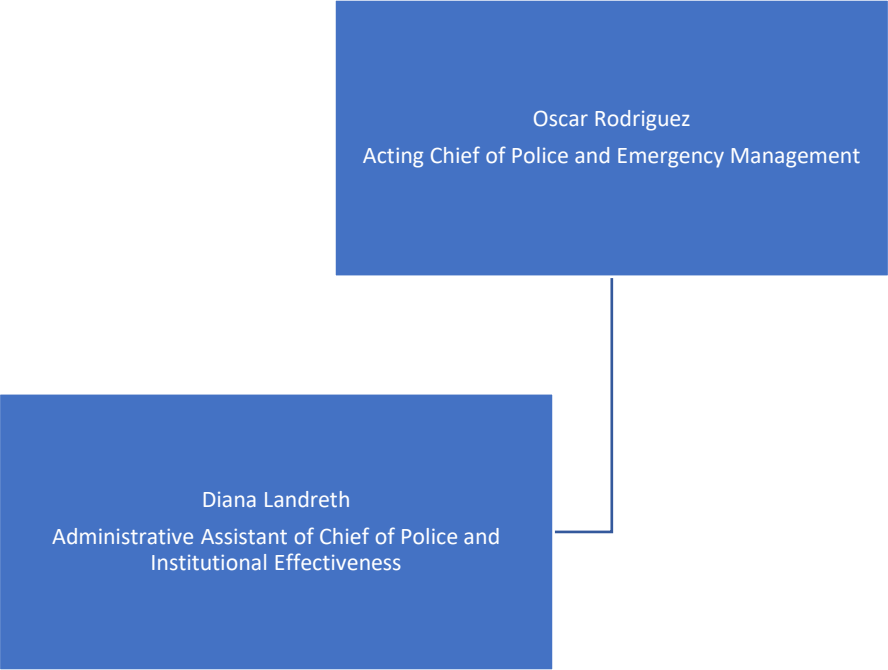 Oscar Rodriguez
Acting Chief of Police and Emergency Management
Diana Landreth
Administrative Assistant of Chief of Police and
Institutional Effectiveness